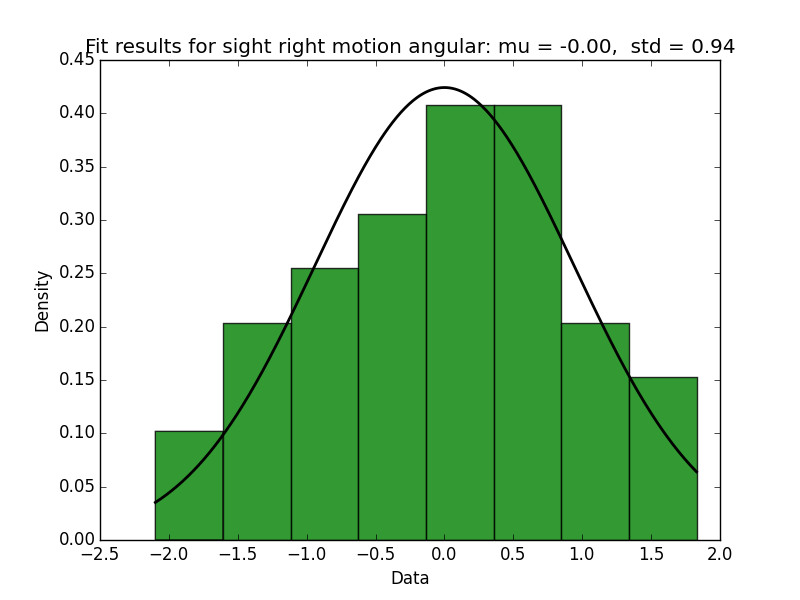 Fit results for sight right motion angular: mu = -0.00,  std = 0.94
0.45
0.40
0.35
0.30
0.25
0.20
0.15
0.10
0.05
0.00
Density
−2.5 −2.0 −1.5 −1.0 −0.5 0.0 0.5 1.0 1.5 2.0
Data